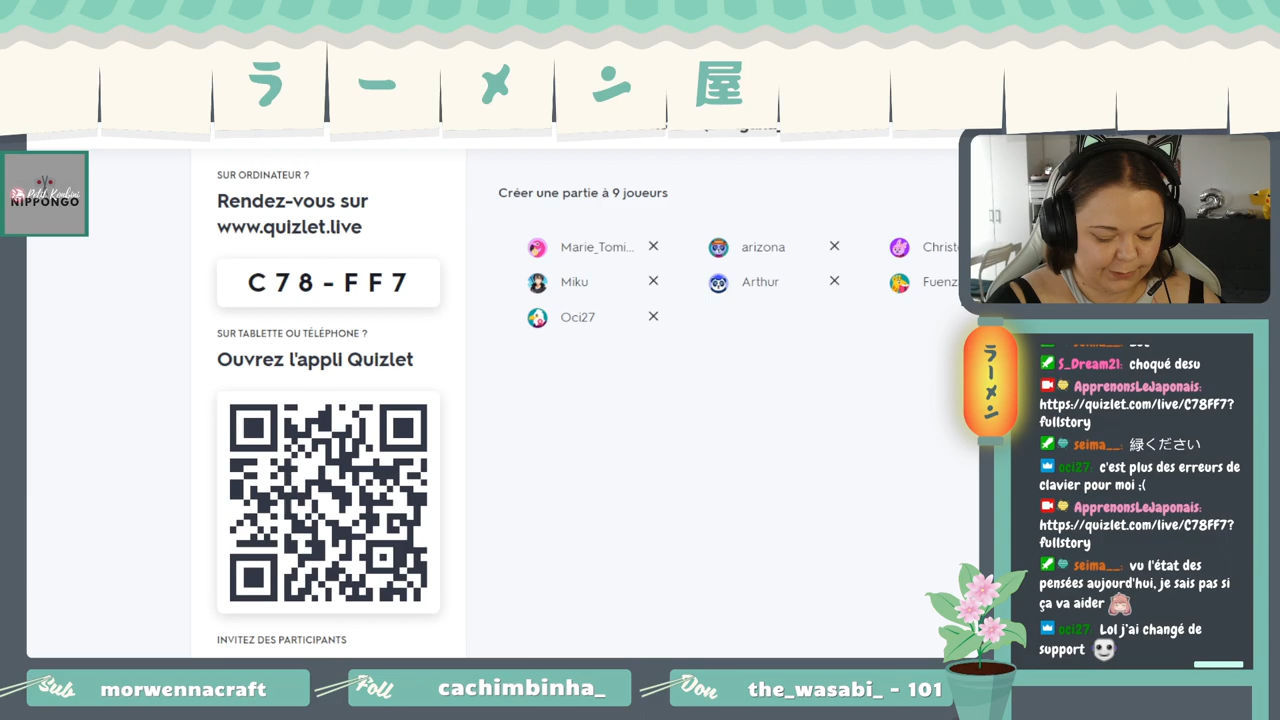 ラーメン屋
Petit Konbini
NIPPONGO
SUR ORDINATEUR ?
Rendez-vous sur
www.quizlet.live
C78-FF7
SUR TABLETTE OU TÉLÉPHONE ?
Ouvrez l'appli Quizlet
INVITEZ DES PARTICIPANTS
Créer une partie à 9 joueurs
Marie_Tomi...
arizona
Christ
Miku
Arthur
Fuenz
Oci27
ラーメン
S_Dream21: choqué desu
ApprenonsLeJaponais:
https://quizlet.com/live/C78FF7?
fullstory
seima__: 緑ください
oci27: c'est plus des erreurs de
clavier pour moi ;(
ApprenonsLeJaponais:
https://quizlet.com/live/C78FF7?
fullstory
seima__: vu l'état des
pensées aujourd'hui, je sais pas si
ça va aider
oci27: Lol j'ai changé de
support
Sub morwennacraft
Foll cachimbinha_
Don the_wasabi_ - 101